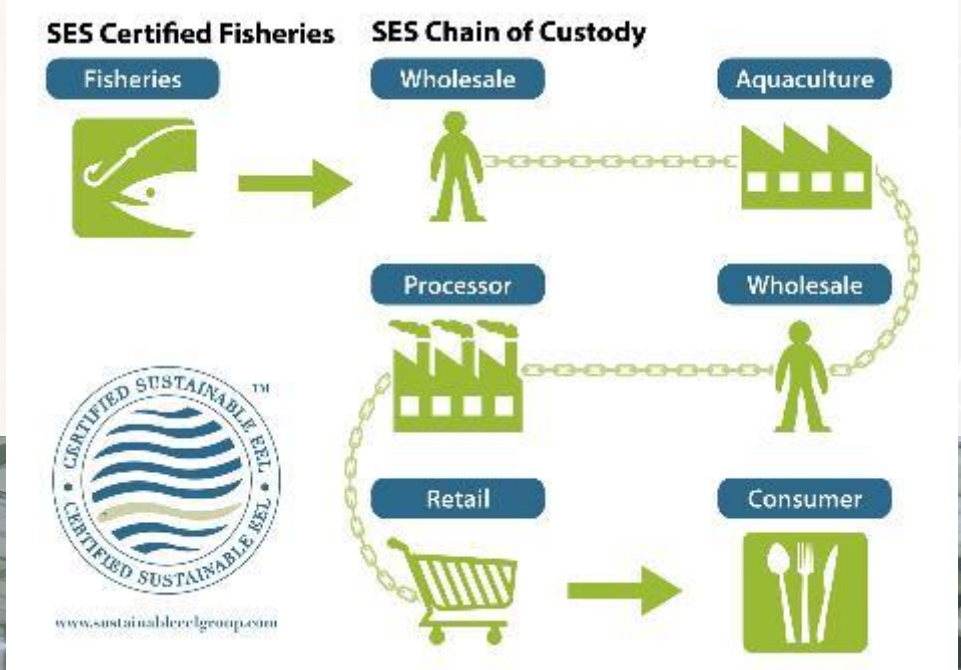 SES Certified Fisheries
SES Chain of Custody
Fisheries
Wholesale
Aquaculture
Processor
Wholesale
CERTIFIED SUSTAINABLE EEL
CERTIFIED SUSTAINABLE EEL
TM
Retail
Consumer
www.sustainableeelgroup.com